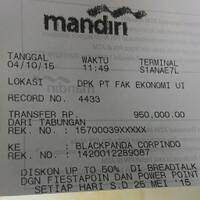 mandiri
TANGGAL WAKTU TERMINAL
04/10/15 11:49 S1ANAE7L
LOKASI DPK PT FAK EKONOMI UI
RECORD NO. 4433
TRANSFER RP. 950,000.00
DARI TABUNGAN
REK. NO. : 15700039XXXXX
KE : BLACKPANDA CORPINDO
REK. NO. : 1420012289087
DISKON UP TO 50% DI BREADTALK
DGN FIESTAPOIN DAN POWER POINT
SETIAP HARI S.D 25 MEI '15